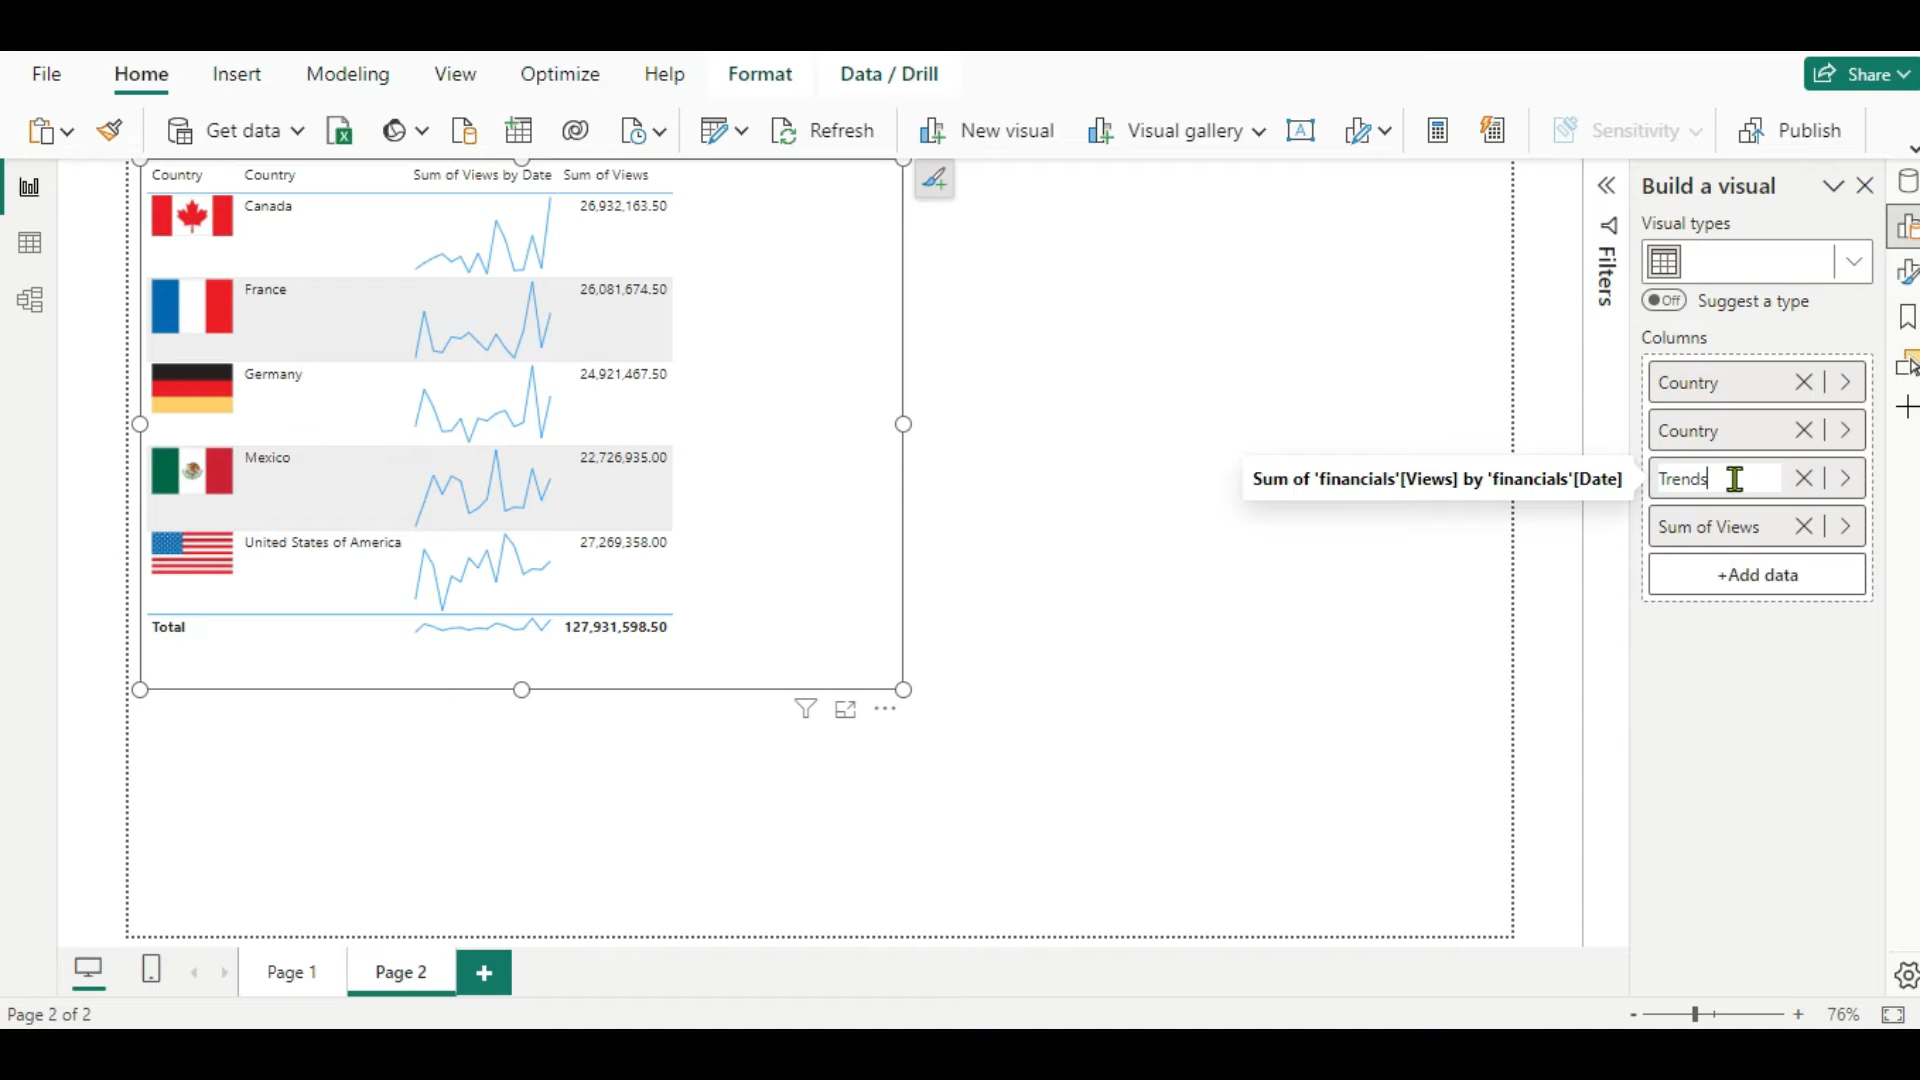 File Home Insert Modeling View Optimize Help Format Data / Drill Share
Get data Refresh New visual Visual gallery A Sensitivity Publish
Country Country Sum of Views by Date Sum of Views
Canada 26,932,163.50
France 26,081,674.50
Germany 24,921,467.50
Mexico 22,726,935.00
United States of America 27,269,358.00
Total 127,931,598.50
Filters
Build a visual
Visual types
Off Suggest a type
Columns
Country
Country
Sum of 'financials'[Views] by 'financials'[Date] Trends
Sum of Views
+Add data
Page 1 Page 2 +
Page 2 of 2 - + 76%